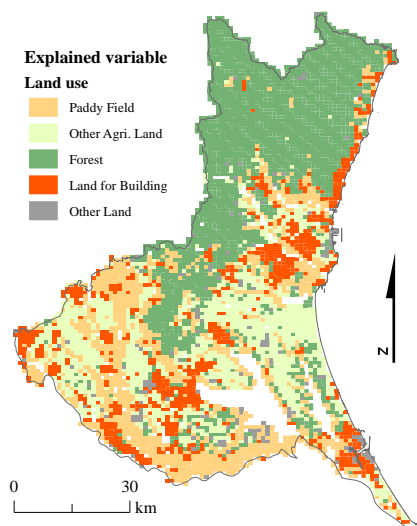 Explained variable
Land use
Paddy Field
Other Agri. Land
Forest
Land for Building
Other Land
N
0 30
km